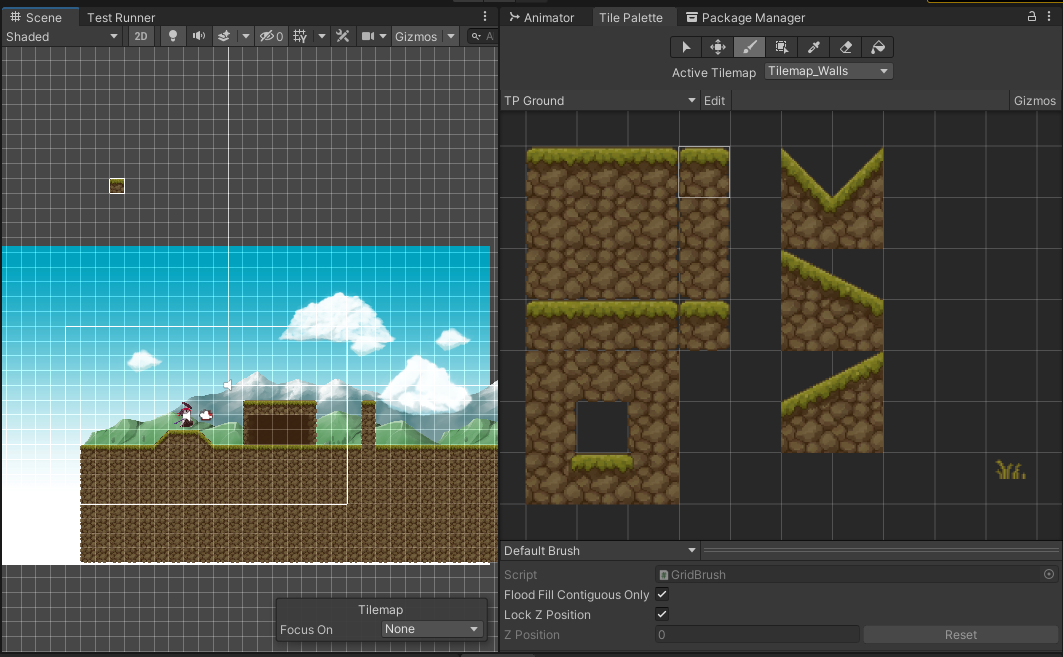 Scene Test Runner
Shaded 2D 0 Gizmos A
Animator Tile Palette Package Manager
Active Tilemap Tilemap_Walls
TP Ground Edit Gizmos
Tilemap
Focus On None
Default Brush
Script GridBrush
Flood Fill Contiguous Only
Lock Z Position
Z Position 0 Reset